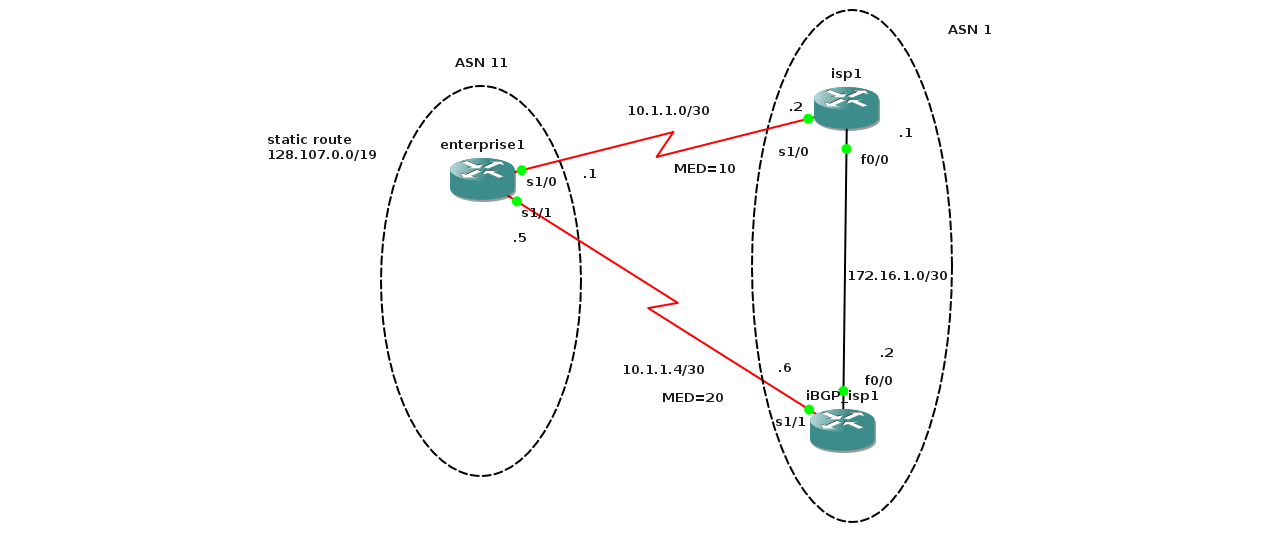 ASN 1
ASN 11
isp1
.2
10.1.1.0/30
.1
static route
128.107.0.0/19
enterprise1
s1/0
f0/0
MED=10
.1
s1/0
s1/1
.5
172.16.1.0/30
.2
10.1.1.4/30
.6
f0/0
MED=20
iBGP_isp1
s1/1